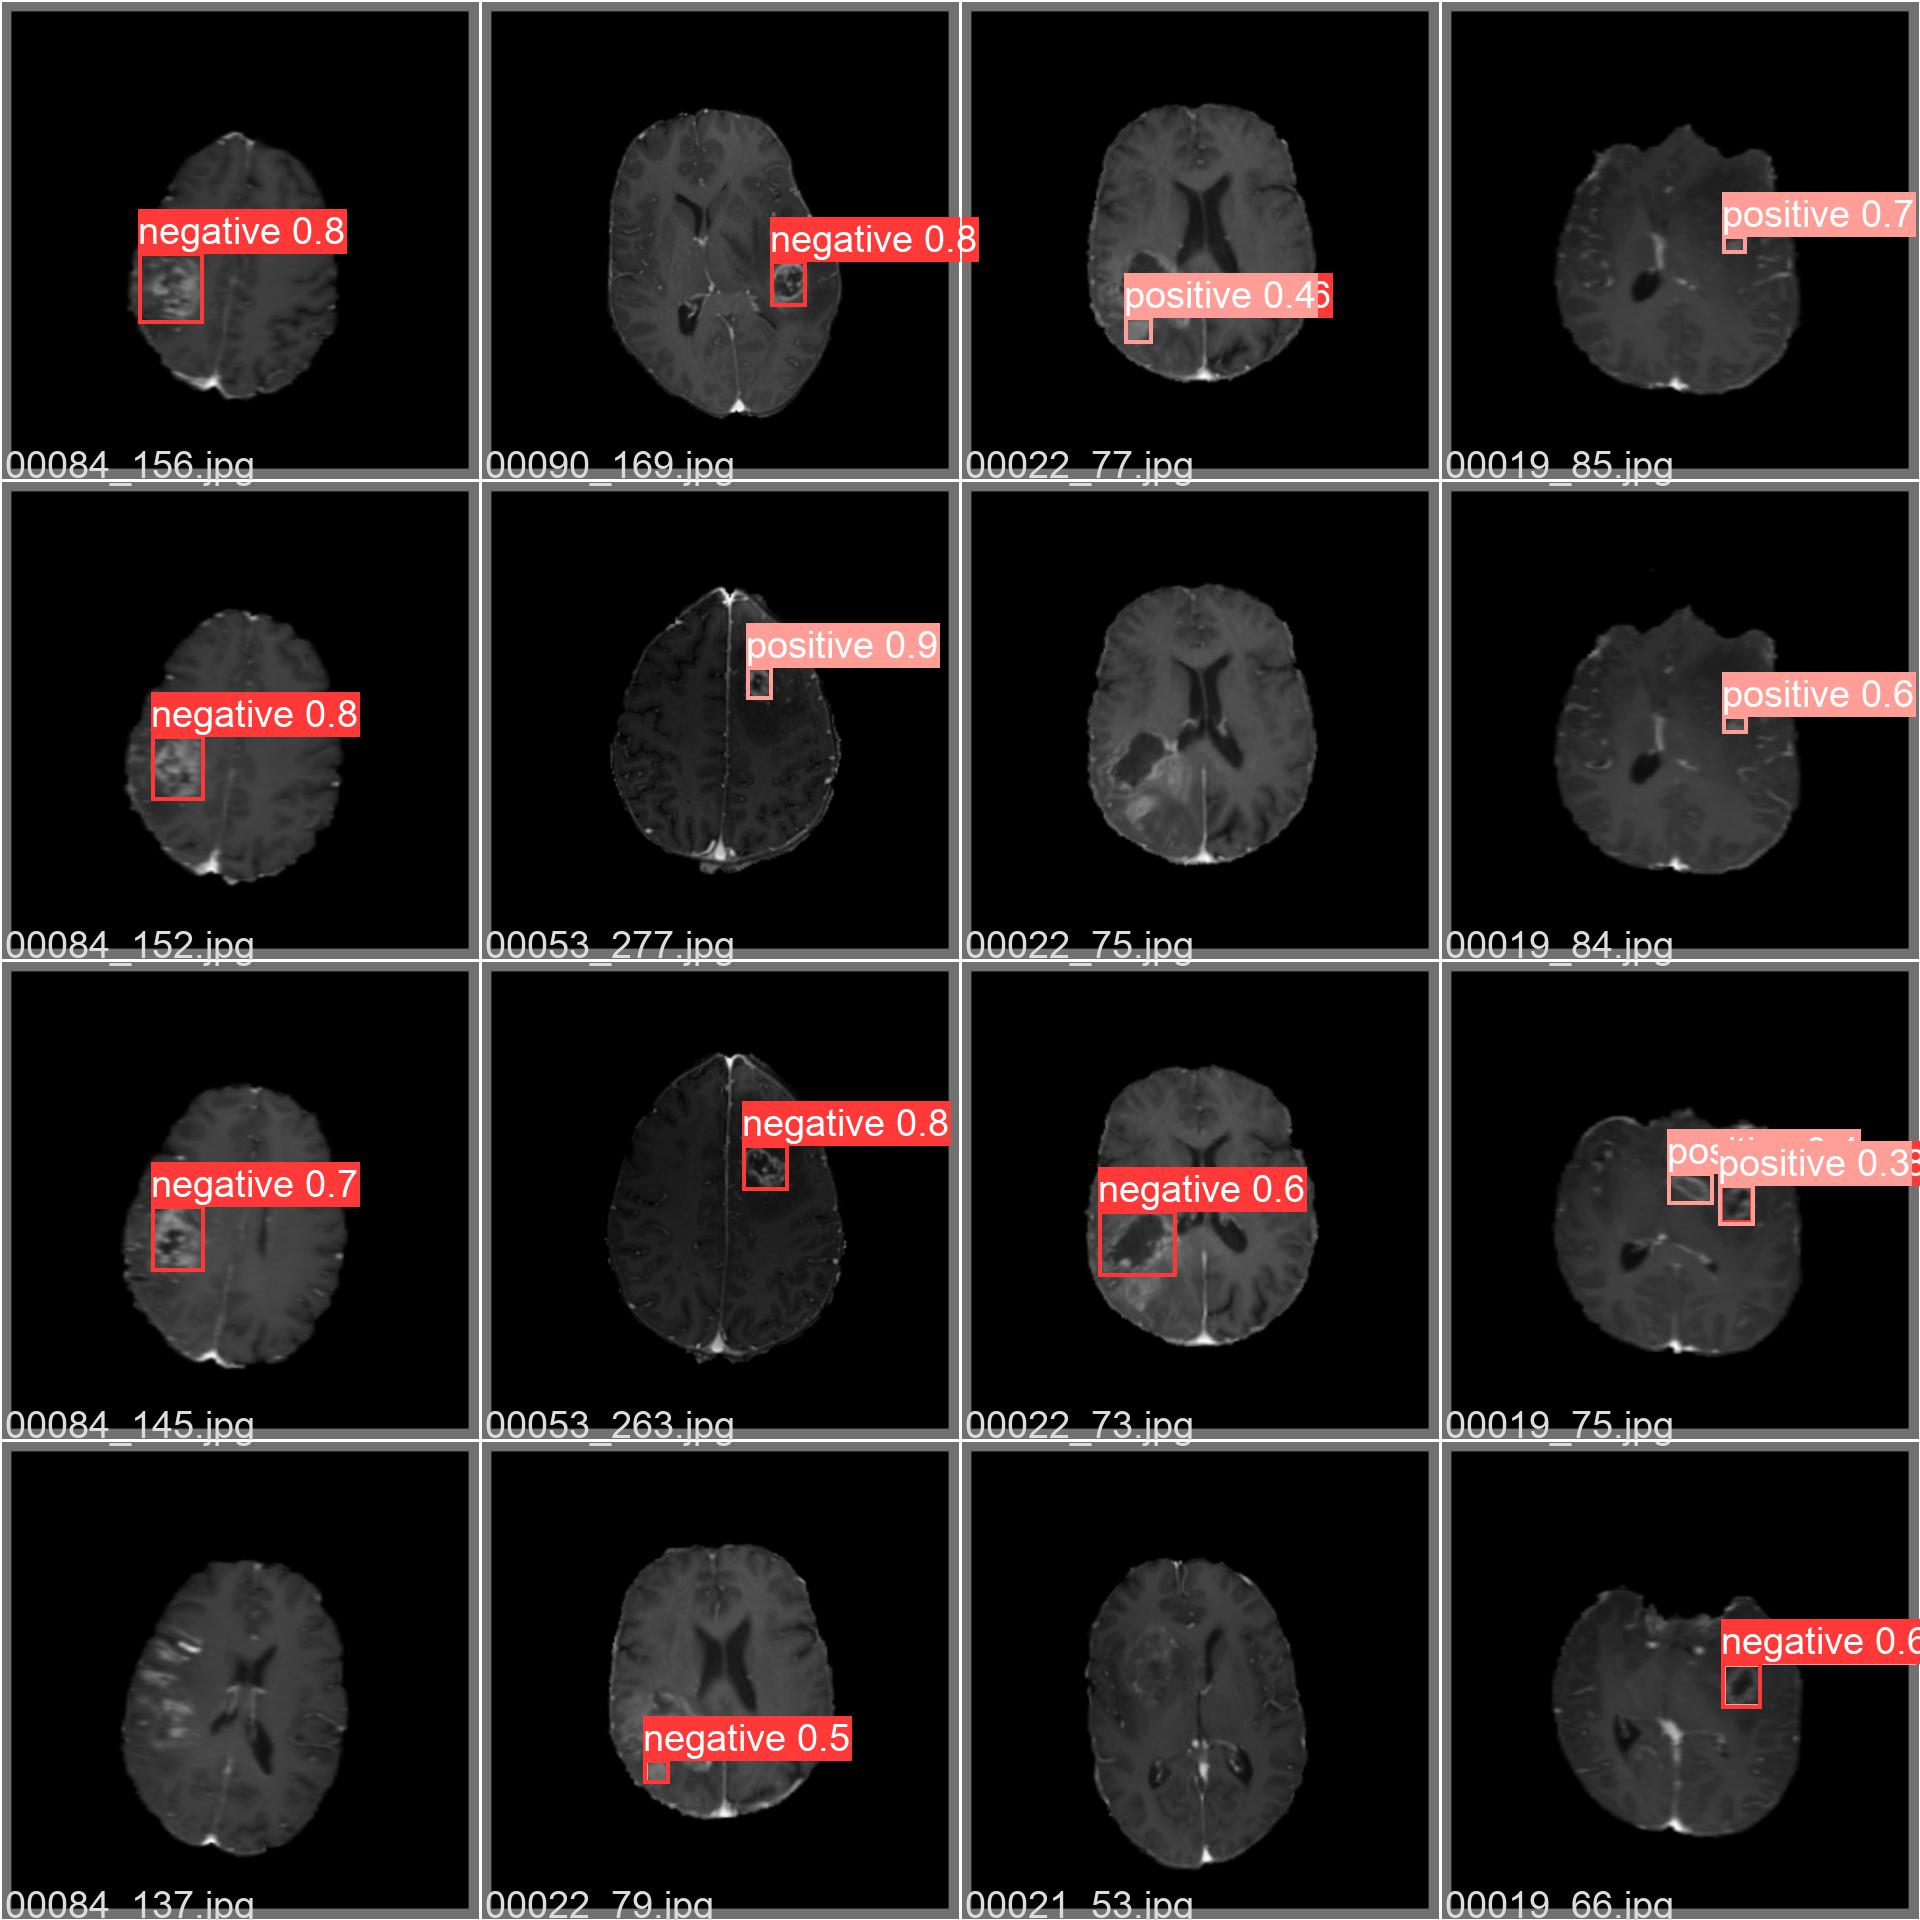 negative 0.8
00084_156.jpg
negative 0.8
00090_169.jpg
positive 0.46
00022_77.jpg
positive 0.7
00019_85.jpg
negative 0.8
00084_152.jpg
positive 0.9
00053_277.jpg
00022_75.jpg
positive 0.6
00019_84.jpg
negative 0.7
00084_145.jpg
negative 0.8
00053_263.jpg
negative 0.6
00022_73.jpg
positive 0.3
00019_75.jpg
00084_137.jpg
negative 0.5
00022_79.jpg
00021_53.jpg
negative 0.6
00019_66.jpg